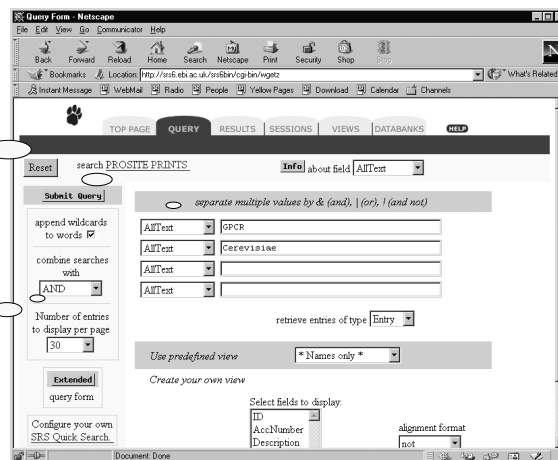 Query Form - Netscape
File Edit View Go Communicator Help
Back Forward Reload Home Search Netscape Print Security Shop Stop
Bookmarks Location: http://srs6.ebi.ac.uk/srs6bin/cgi-bin/wgetz What's Related
Instant Message WebMail Radio People Yellow Pages Download Calendar Channels
TOP PAGE QUERY RESULTS SESSIONS VIEWS DATABANKS HELP
Reset search PROSITE PRINTS Info about field AllText
Submit Query
separate multiple values by & (and), | (or), ! (and not)
append wildcards
to words
AllText GPCR
AllText Cerevisiae
combine searches
with
AllText
AND
AllText
Number of entries
to display per page
retrieve entries of type Entry
30
Use predefined view * Names only *
Extended
query form
Create your own view
Select fields to display:
ID
AccNumber
Description
alignment format
not
Configure your own
SRS Quick Search.
Document: Done